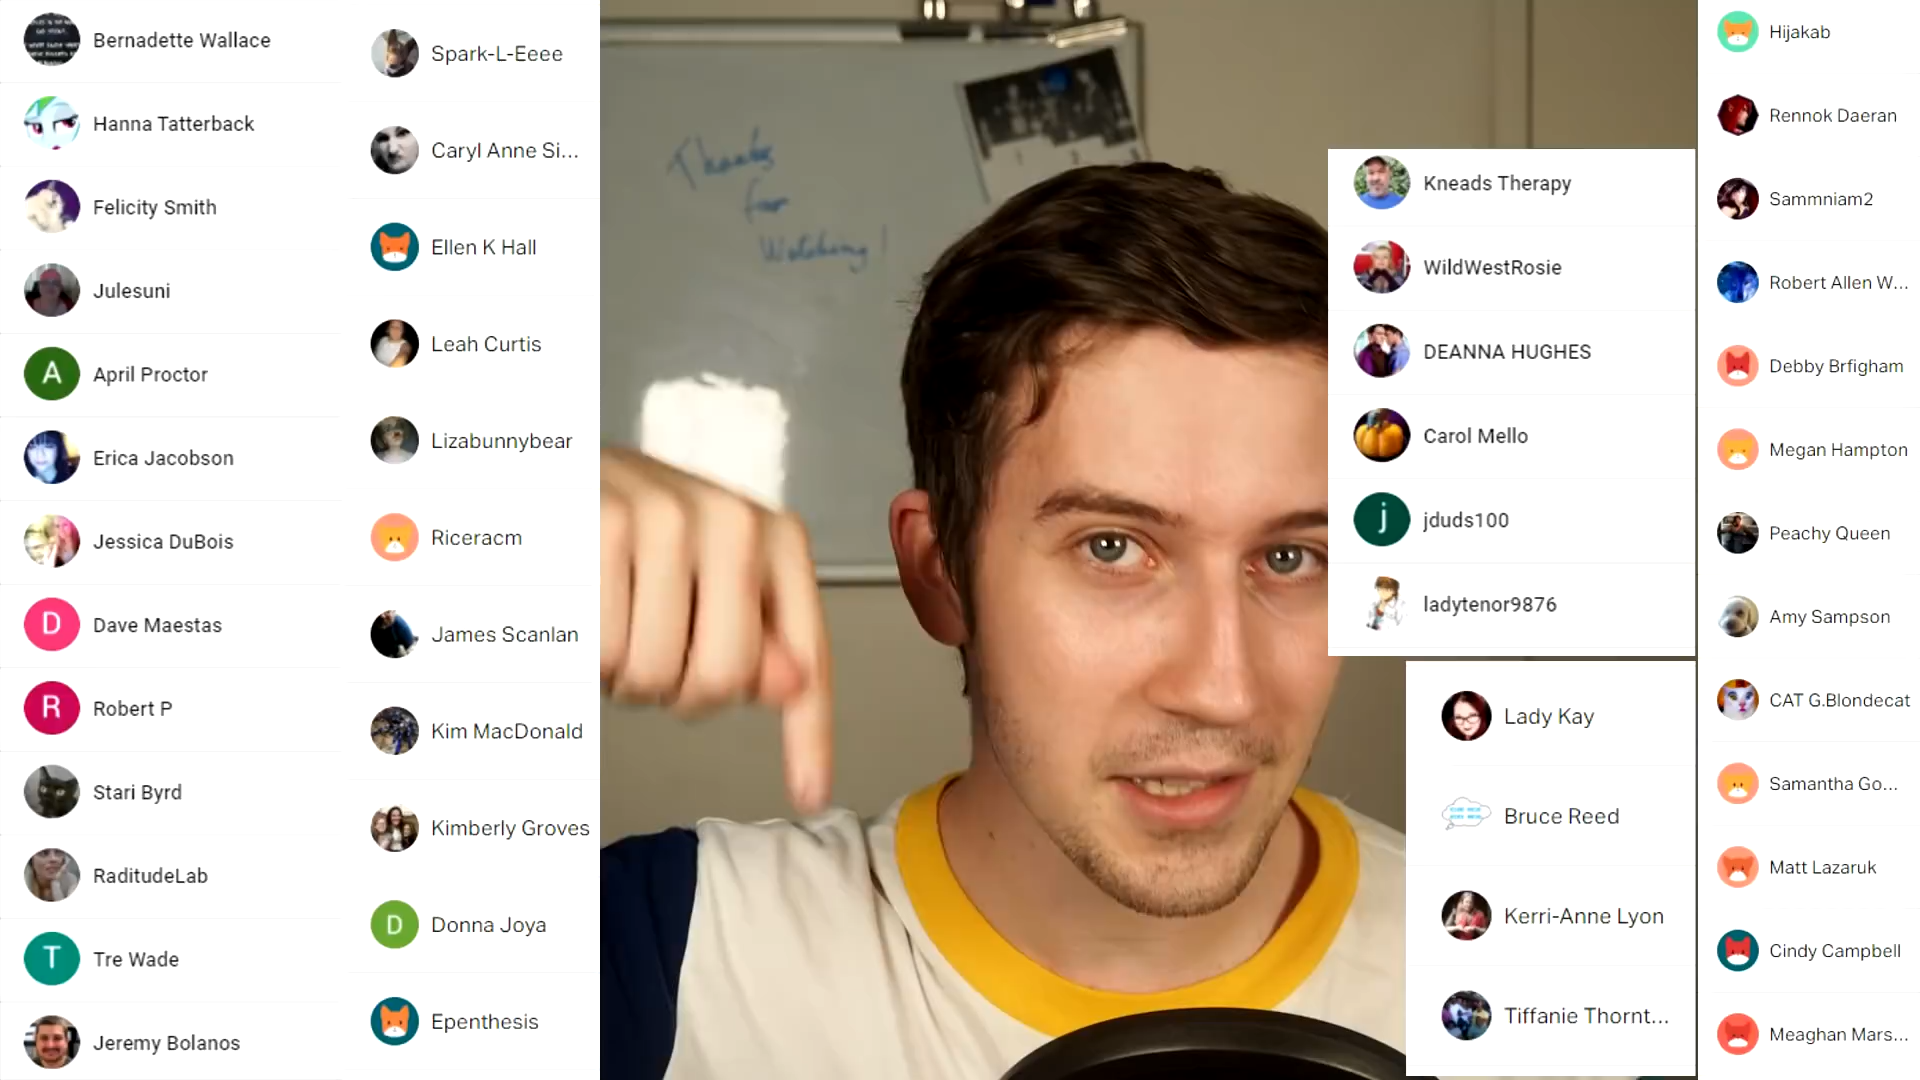 Bernadette Wallace
Hanna Tatterback
Felicity Smith
Julesuni
A
April Proctor
Erica Jacobson
Jessica DuBois
D
Dave Maestas
R
Robert P
Stari Byrd
RaditudeLab
T
Tre Wade
Jeremy Bolanos
Spark-L-Eeee
Caryl Anne Si...
Ellen K Hall
Leah Curtis
Lizabunnybear
Riceracm
James Scanlan
Kim MacDonald
Kimberly Groves
D
Donna Joya
Epenthesis
Thanks
for
Watching!
Kneads Therapy
WildWestRosie
DEANNA HUGHES
Carol Mello
j
jduds100
ladytenor9876
Lady Kay
Bruce Reed
Kerri-Anne Lyon
Tiffanie Thornt...
Hijakab
Rennok Daeran
Sammniam2
Robert Allen W...
Debby Brfigham
Megan Hampton
Peachy Queen
Amy Sampson
CAT G.Blondecat
Samantha Go...
Matt Lazaruk
Cindy Campbell
Meaghan Mars...